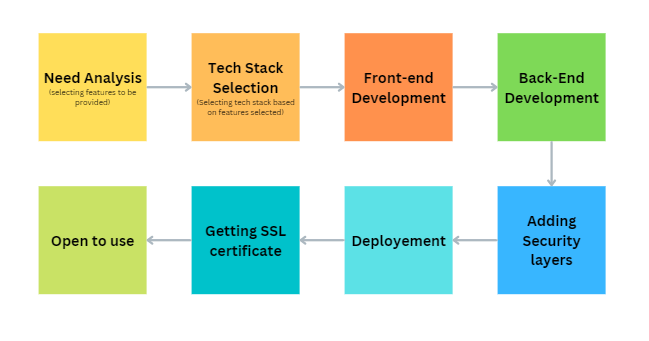 Need Analysis
(selecting features to be
provided)
Tech Stack
Selection
(Selecting tech stack based
on features selected)
Front-end
Development
Back-End
Development
Adding
Security
layers
Deployement
Getting SSL
certificate
Open to use